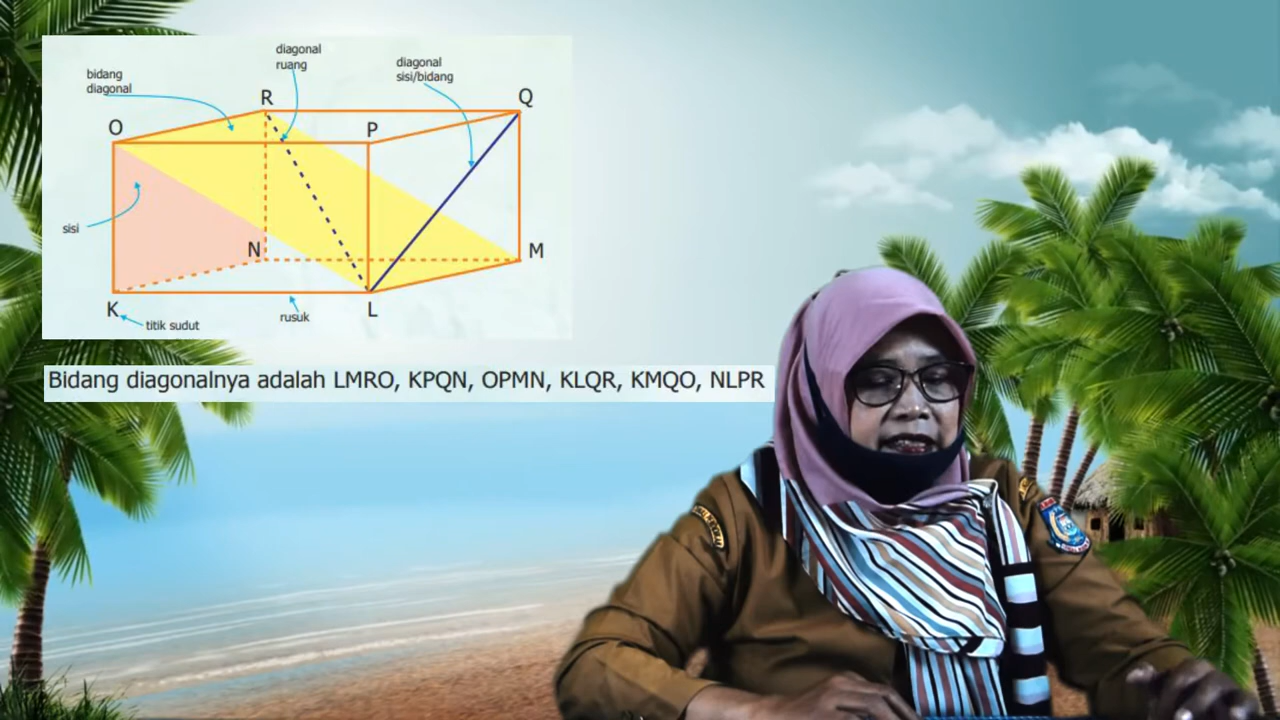 diagonal
ruang
diagonal
sisi/bidang
bidang
diagonal
R
Q
O
P
sisi
N
M
K
L
titik sudut
rusuk
Bidang diagonalnya adalah LMRO, KPQN, OPMN, KLQR, KMQO, NLPR